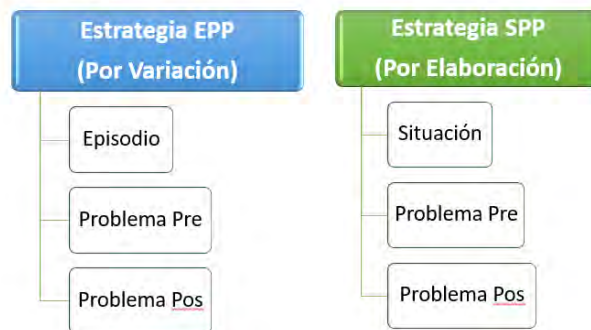 Estrategia EPP
(Por Variación)
Episodio
Problema Pre
Problema Pos
Estrategia SPP
(Por Elaboración)
Situación
Problema Pre
Problema Pos